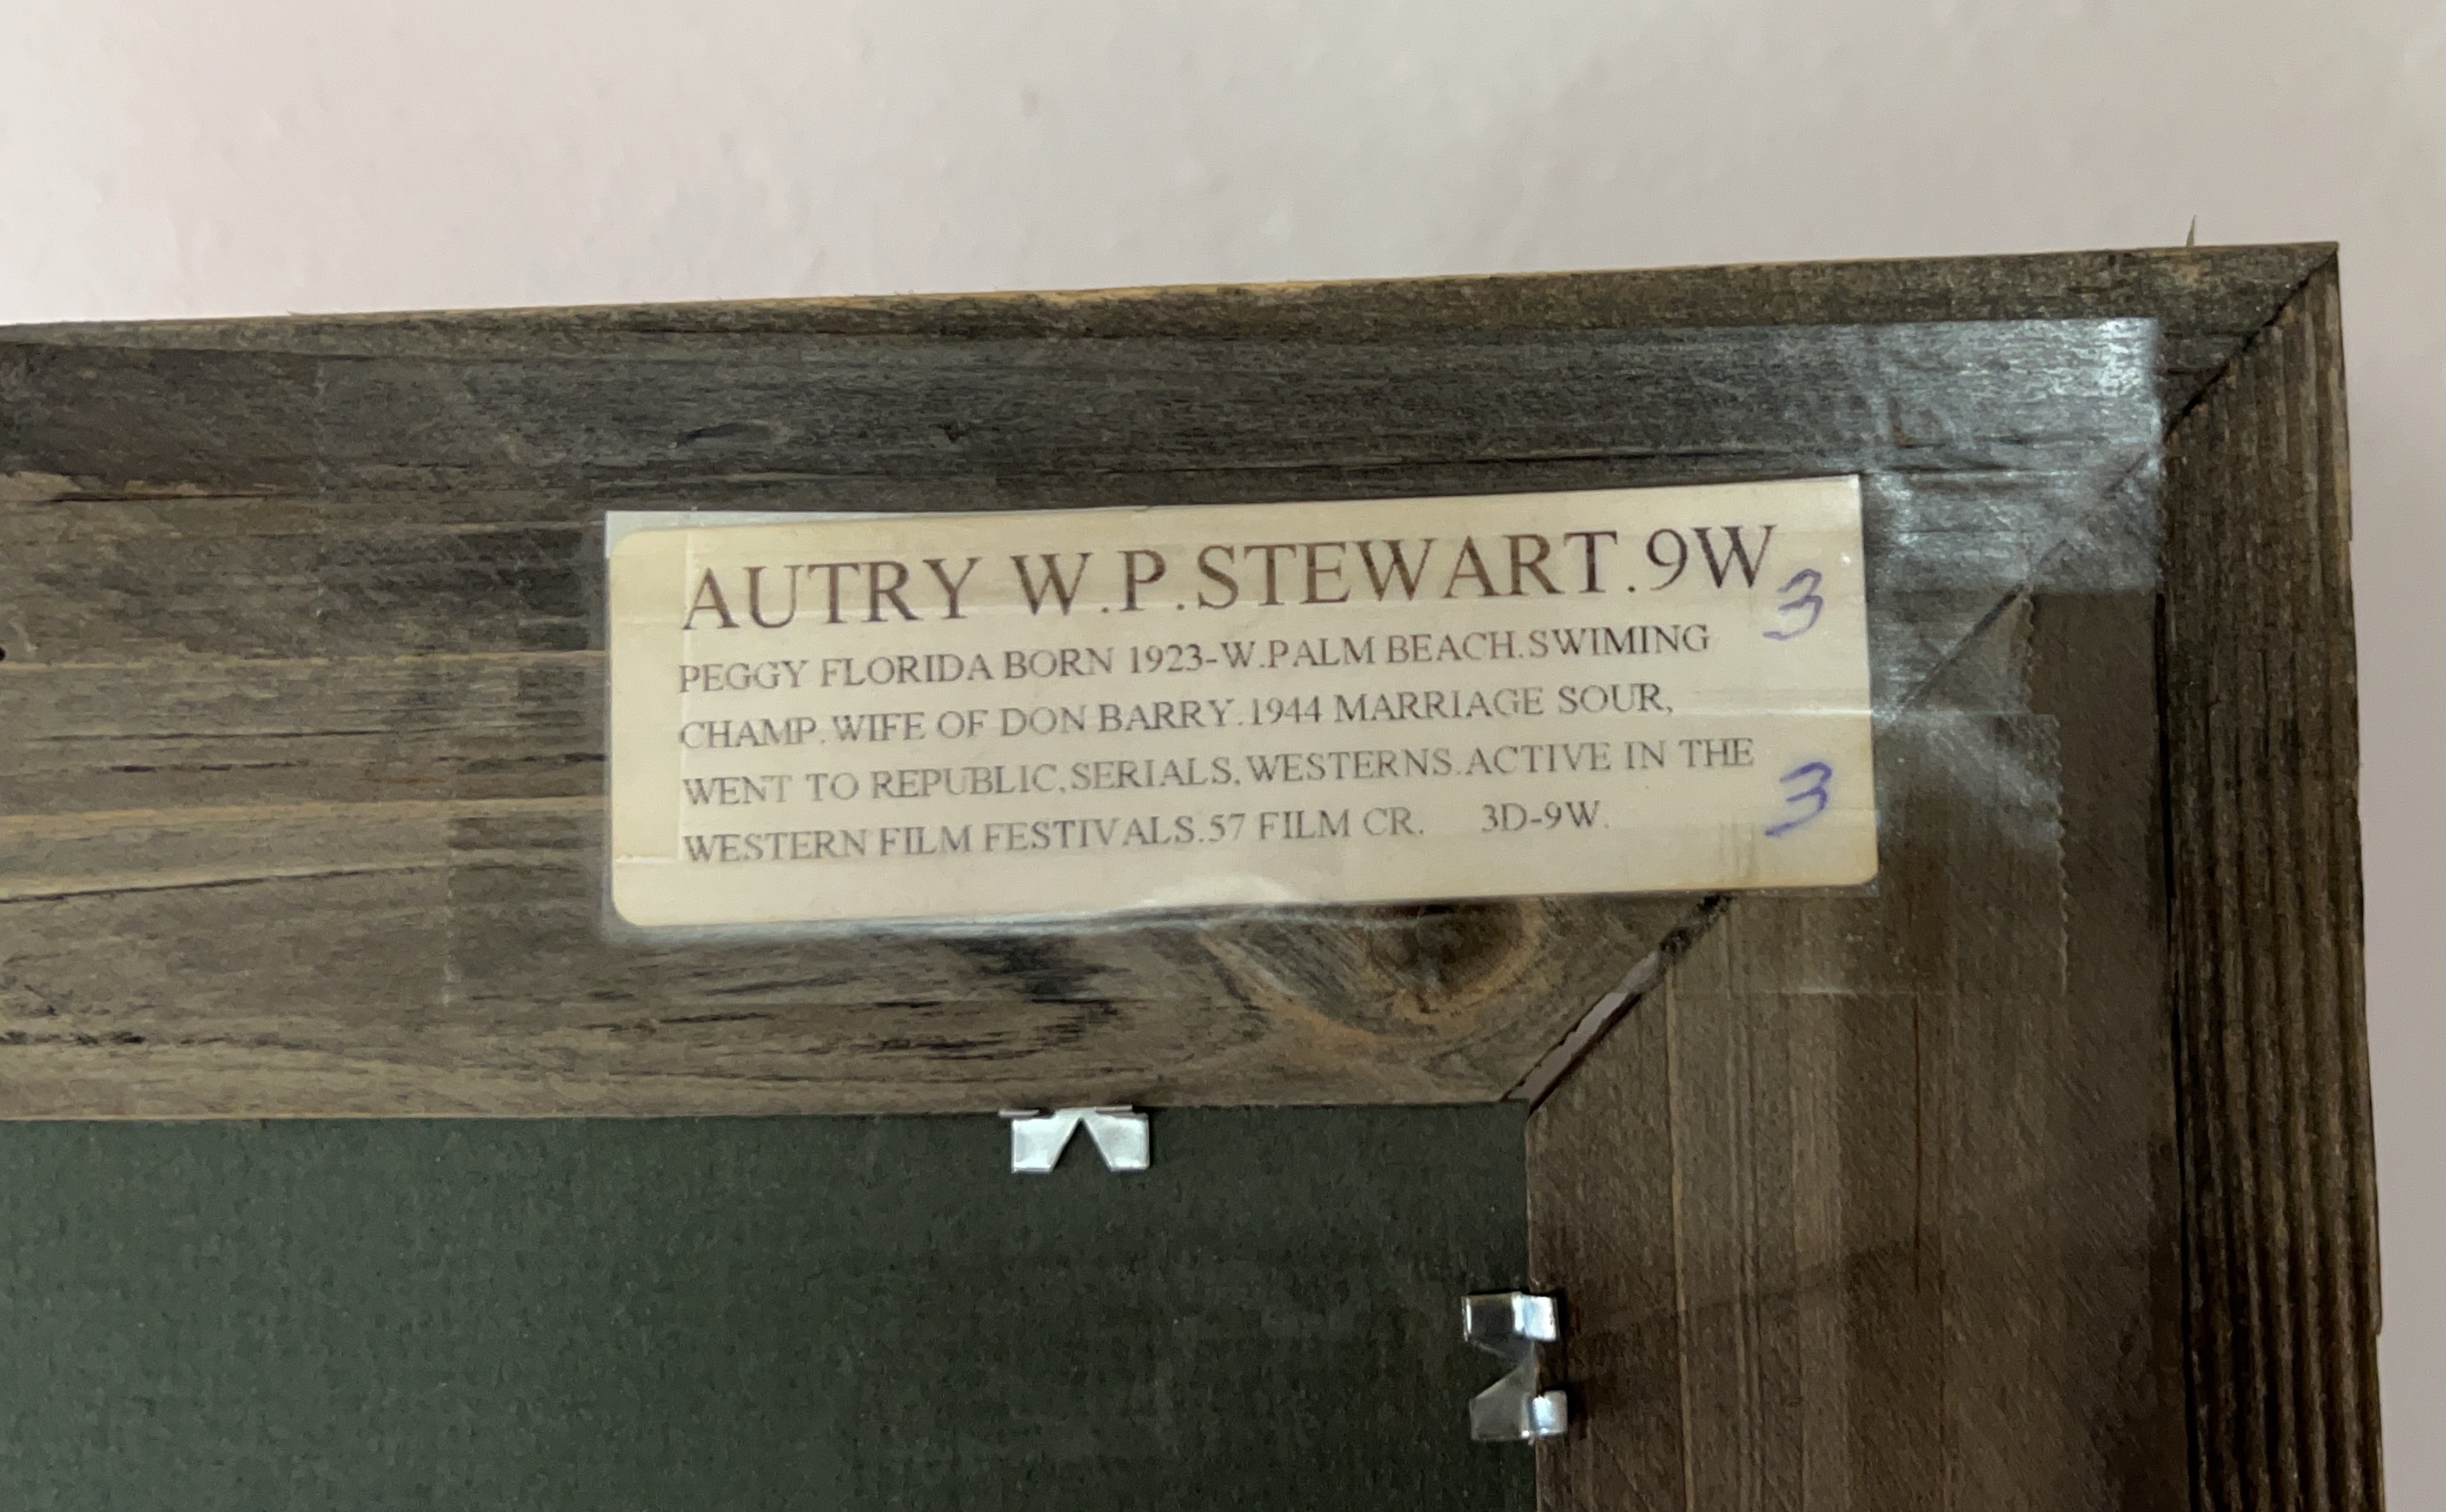 AUTRY W.P.STEWART.9W
3
PEGGY FLORIDA BORN 1923-W.PALM BEACH.SWIMING
CHAMP.WIFE OF DON BARRY.1944 MARRIAGE SOUR,
WENT TO REPUBLIC,SERIALS,WESTERNS.ACTIVE IN THE
3
WESTERN FILM FESTIVALS.57 FILM CR. 3D-9W.